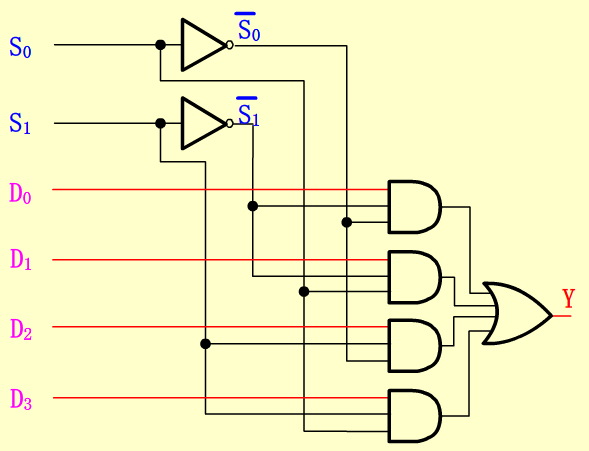 S̅₀
S₀
S̅₁
S₁
D₀
D₁
Y
D₂
D₃